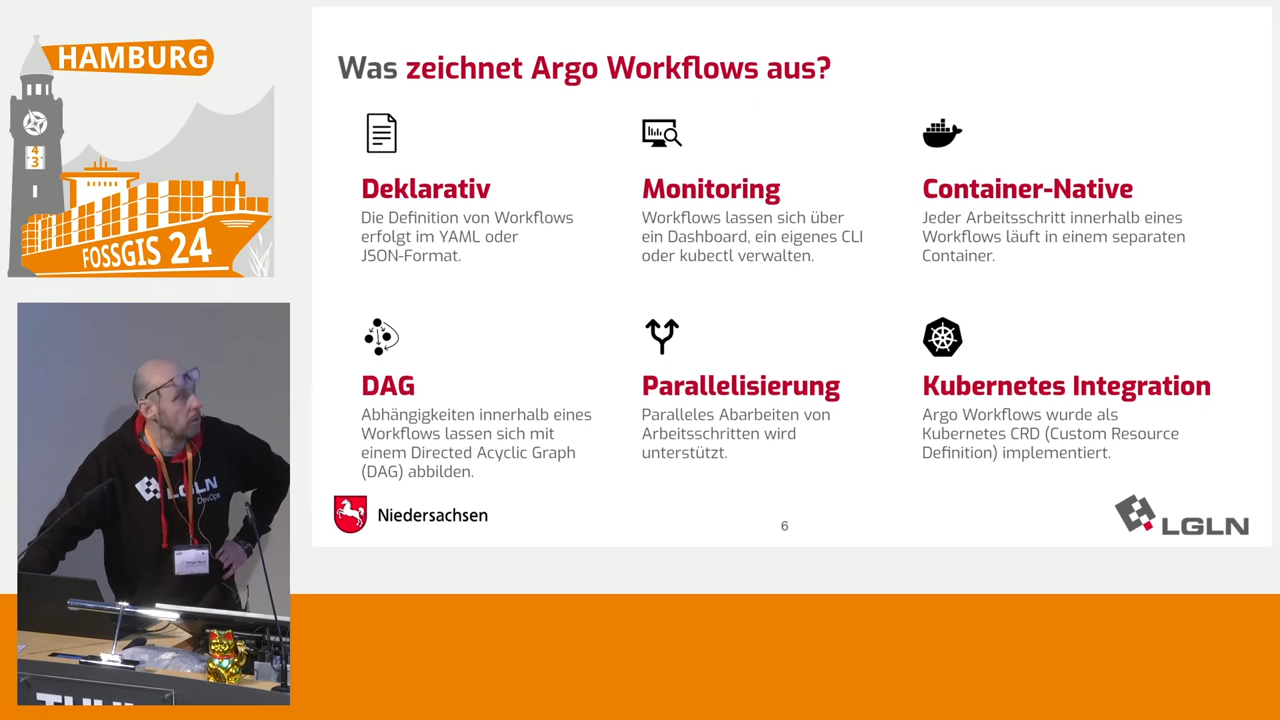 HAMBURG
4
3
FOSSGIS 24
Was zeichnet Argo Workflows aus?
Deklarativ
Die Definition von Workflows
erfolgt im YAML oder
JSON-Format.
Monitoring
Workflows lassen sich über
ein Dashboard, ein eigenes CLI
oder kubectl verwalten.
Container-Native
Jeder Arbeitsschritt innerhalb eines
Workflows läuft in einem separaten
Container.
DAG
Abhängigkeiten innerhalb eines
Workflows lassen sich mit
einem Directed Acyclic Graph
(DAG) abbilden.
Parallelisierung
Paralleles Abarbeiten von
Arbeitsschritten wird
unterstützt.
Kubernetes Integration
Argo Workflows wurde als
Kubernetes CRD (Custom Resource
Definition) implementiert.
Niedersachsen
6
LGLN
LGLN
DevOps